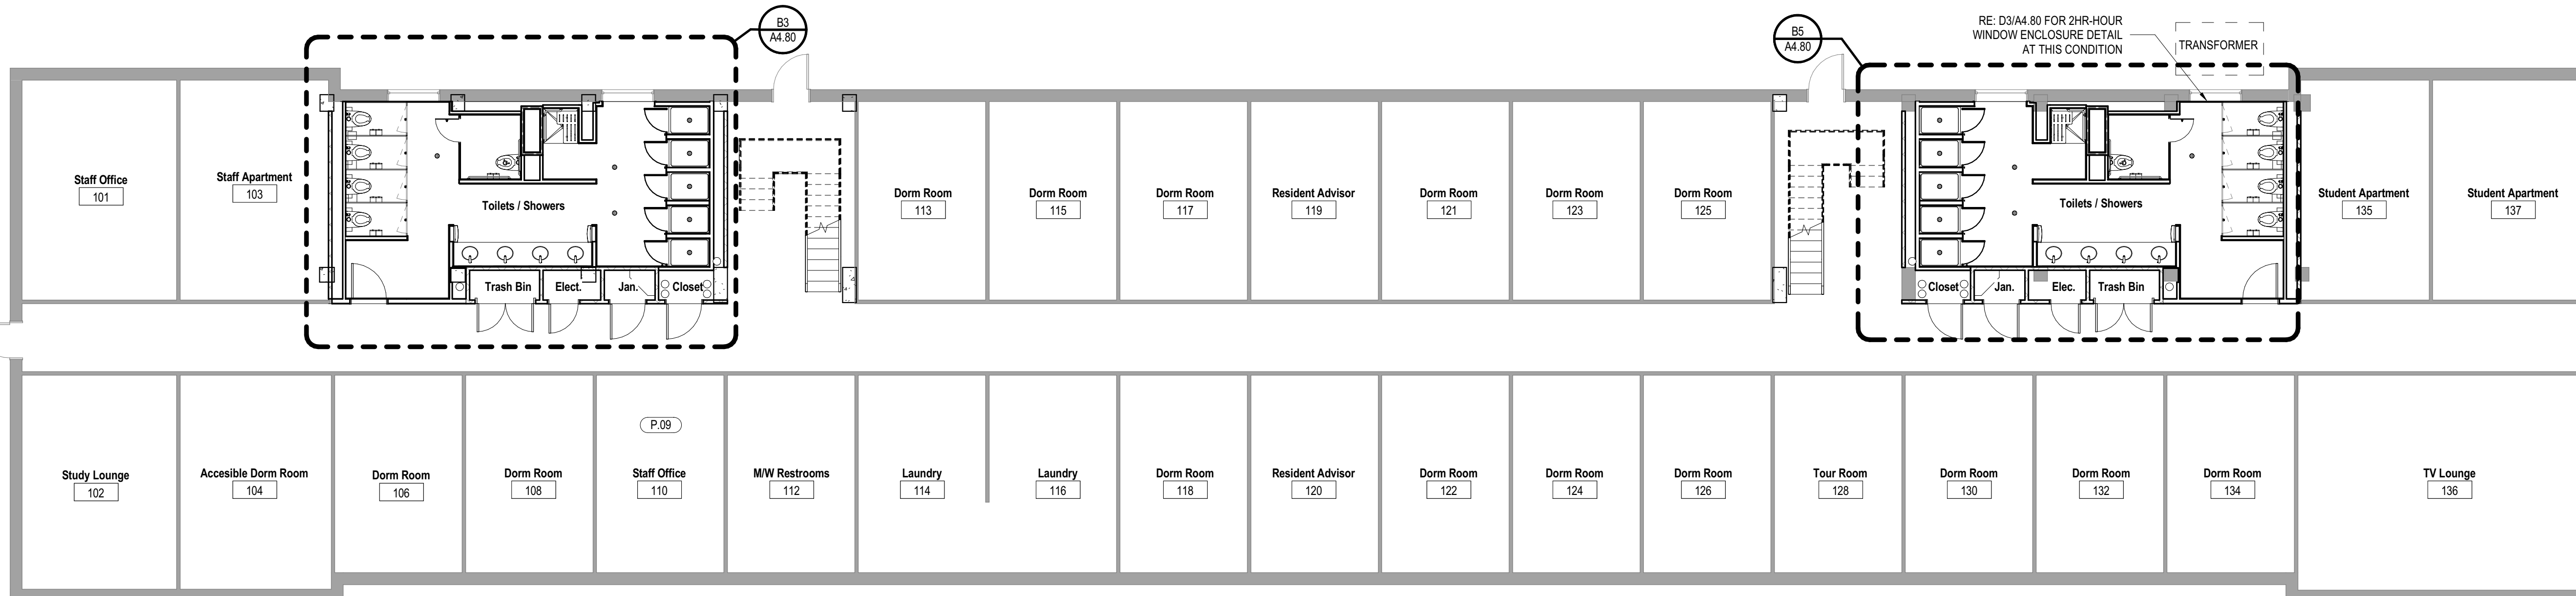 B3
A4.80
B5
A4.80
RE: D3/A4.80 FOR 2HR-HOUR
WINDOW ENCLOSURE DETAIL
AT THIS CONDITION
TRANSFORMER
Staff Office
101
Staff Apartment
103
Toilets / Showers
Trash Bin
Elect.
Jan.
Closet
Dorm Room
113
Dorm Room
115
Dorm Room
117
Resident Advisor
119
Dorm Room
121
Dorm Room
123
Dorm Room
125
Toilets / Showers
Closet
Jan.
Elec.
Trash Bin
Student Apartment
135
Student Apartment
137
Study Lounge
102
Accesible Dorm Room
104
Dorm Room
106
Dorm Room
108
P.09
Staff Office
110
M/W Restrooms
112
Laundry
114
Laundry
116
Dorm Room
118
Resident Advisor
120
Dorm Room
122
Dorm Room
124
Dorm Room
126
Tour Room
128
Dorm Room
130
Dorm Room
132
Dorm Room
134
TV Lounge
136